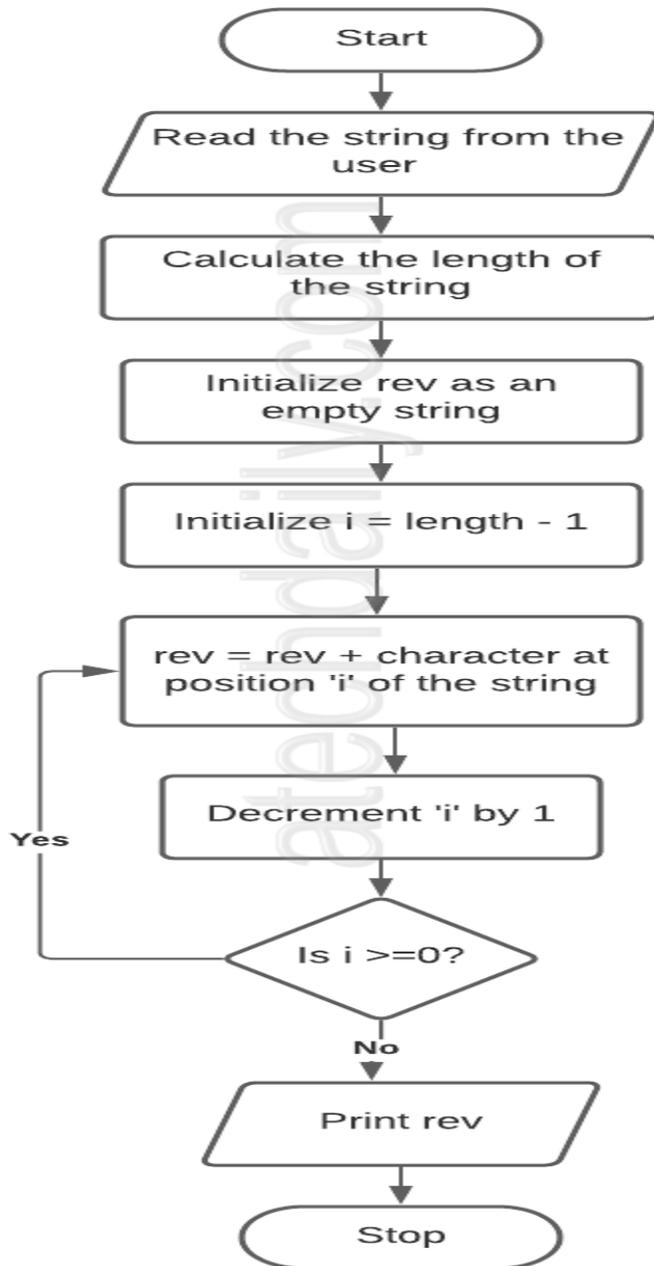 Start
Read the string from the
user
Calculate the length of
the string
Initialize rev as an
empty string
Initialize i = length - 1
rev = rev + character at
position 'i' of the string
Decrement 'i' by 1
Yes
Is i >=0?
No
Print rev
Stop
atechdaily.com